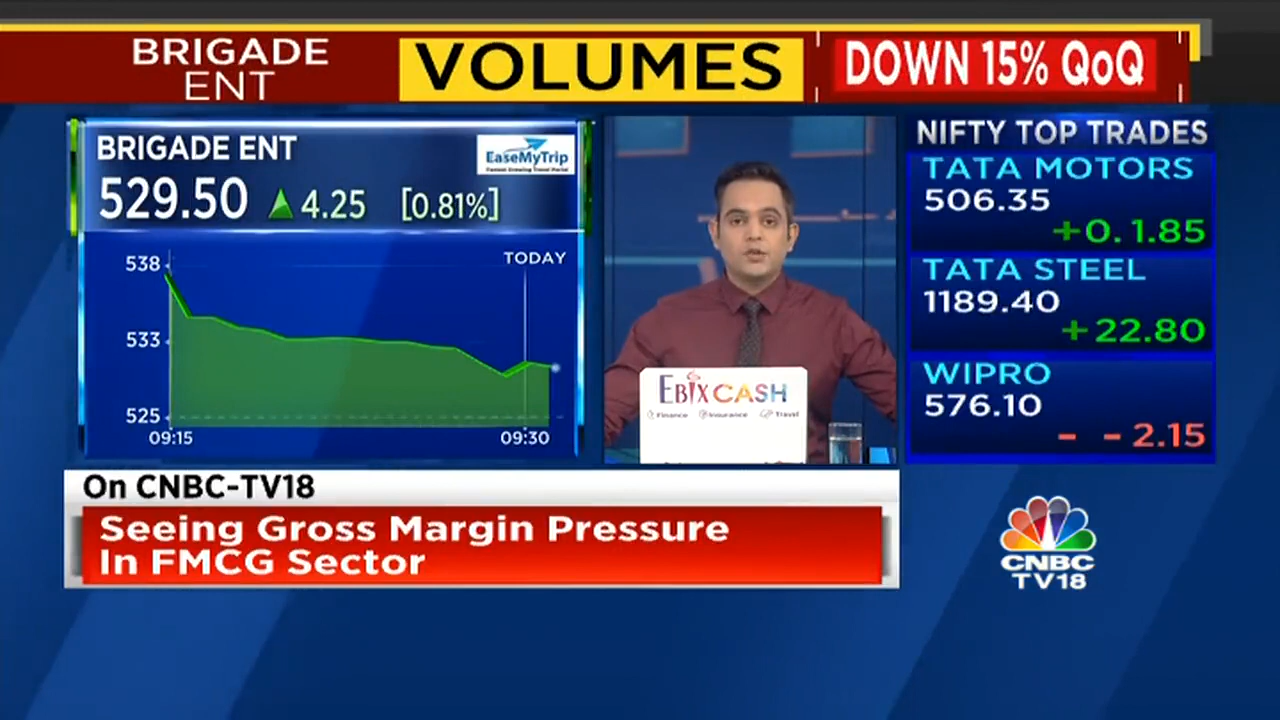 BRIGADE
ENT
VOLUMES
DOWN 15% QoQ
BRIGADE ENT
529.50 ▲ 4.25 [0.81%]
EaseMyTrip
TODAY
538
533
525
09:15
09:30
EbixCash
Finance Insurance Travel
NIFTY TOP TRADES
TATA MOTORS
506.35
+0. 1.85
TATA STEEL
1189.40
+22.80
WIPRO
576.10
- - 2.15
On CNBC-TV18
Seeing Gross Margin Pressure
In FMCG Sector
CNBC
TV18